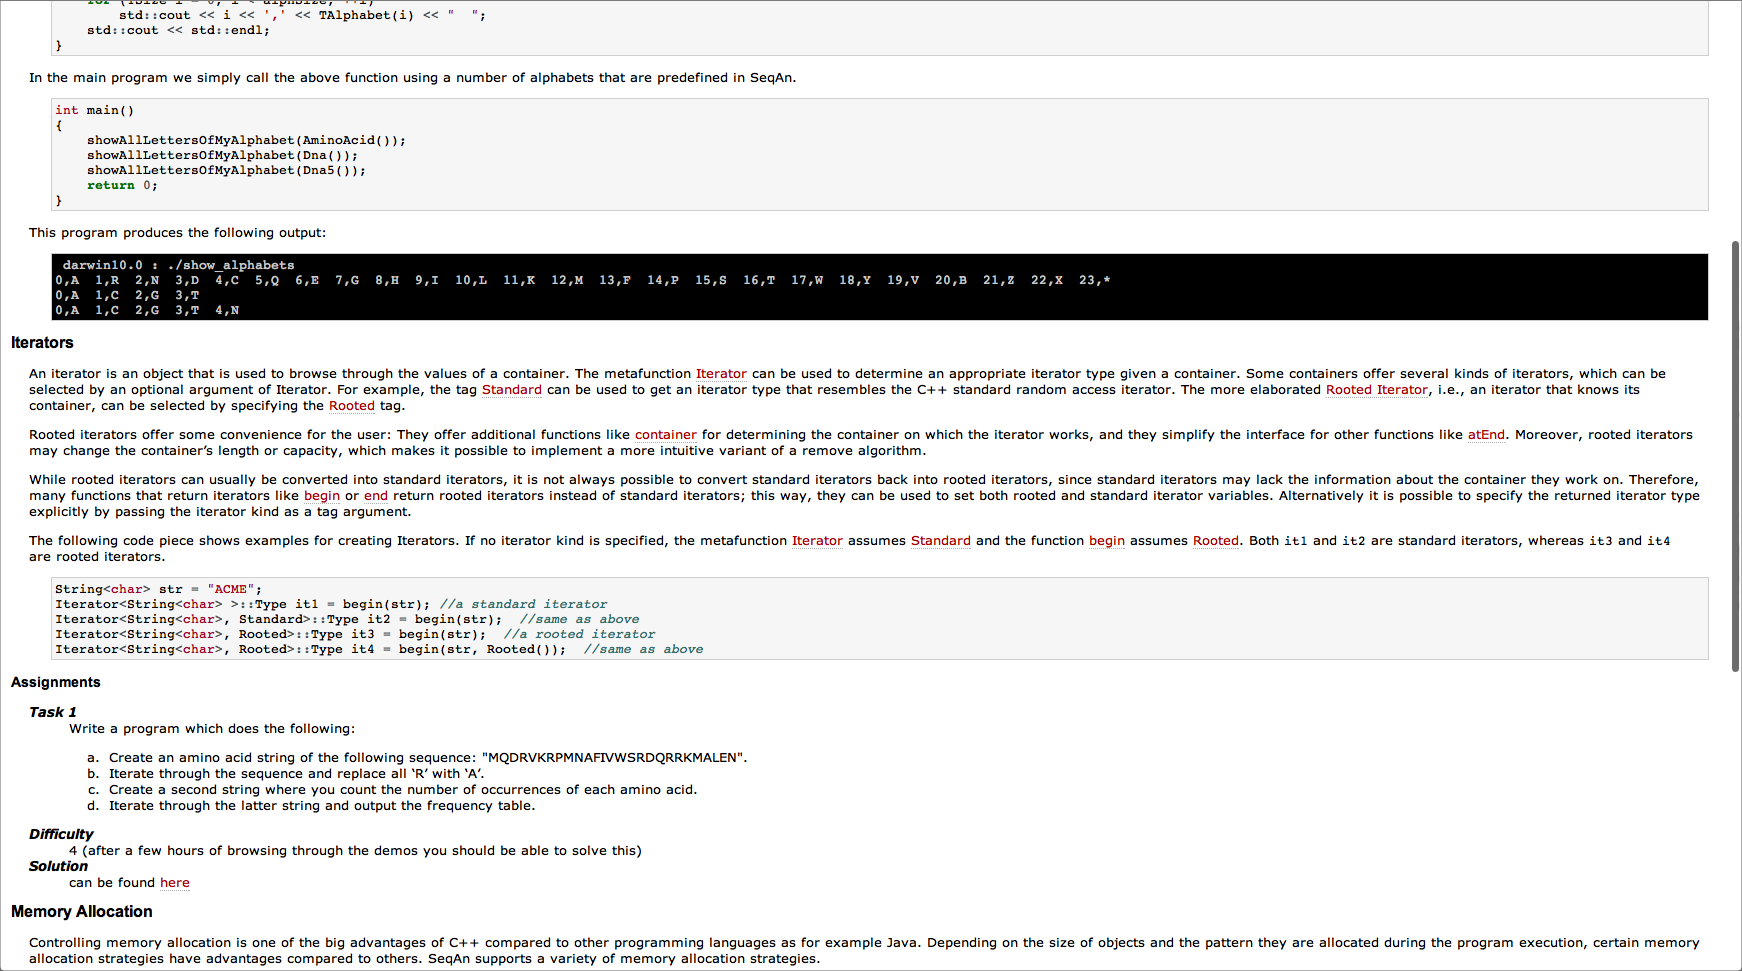 std::cout << i << ',' << TAlphabet(i) << "  ";
std::cout << std::endl;
}
In the main program we simply call the above function using a number of alphabets that are predefined in SeqAn.
int main()
{
showAllLettersOfMyAlphabet(AminoAcid());
showAllLettersOfMyAlphabet(Dna());
showAllLettersOfMyAlphabet(Dna5());
return 0;
}
This program produces the following output:
darwin10.0 : ./show_alphabets
0,A  1,R  2,N  3,D  4,C  5,Q  6,E  7,G  8,H  9,I  10,L  11,K  12,M  13,F  14,P  15,S  16,T  17,W  18,Y  19,V  20,B  21,Z  22,X  23,*
0,A  1,C  2,G  3,T
0,A  1,C  2,G  3,T  4,N
Iterators
An iterator is an object that is used to browse through the values of a container. The metafunction Iterator can be used to determine an appropriate iterator type given a container. Some containers offer several kinds of iterators, which can be
selected by an optional argument of Iterator. For example, the tag Standard can be used to get an iterator type that resembles the C++ standard random access iterator. The more elaborated Rooted Iterator, i.e., an iterator that knows its
container, can be selected by specifying the Rooted tag.
Rooted iterators offer some convenience for the user: They offer additional functions like container for determining the container on which the iterator works, and they simplify the interface for other functions like atEnd. Moreover, rooted iterators
may change the container's length or capacity, which makes it possible to implement a more intuitive variant of a remove algorithm.
While rooted iterators can usually be converted into standard iterators, it is not always possible to convert standard iterators back into rooted iterators, since standard iterators may lack the information about the container they work on. Therefore,
many functions that return iterators like begin or end return rooted iterators instead of standard iterators; this way, they can be used to set both rooted and standard iterator variables. Alternatively it is possible to specify the returned iterator type
explicitly by passing the iterator kind as a tag argument.
The following code piece shows examples for creating Iterators. If no iterator kind is specified, the metafunction Iterator assumes Standard and the function begin assumes Rooted. Both it1 and it2 are standard iterators, whereas it3 and it4
are rooted iterators.
String<char> str = "ACME";
Iterator<String<char> >::Type it1 = begin(str); //a standard iterator
Iterator<String<char>, Standard>::Type it2 = begin(str);  //same as above
Iterator<String<char>, Rooted>::Type it3 = begin(str);  //a rooted iterator
Iterator<String<char>, Rooted>::Type it4 = begin(str, Rooted());  //same as above
Assignments
Task 1
Write a program which does the following:
a. Create an amino acid string of the following sequence: "MQDRVKRPMNAFIVWSRDQRRKMALEN".
b. Iterate through the sequence and replace all 'R' with 'A'.
c. Create a second string where you count the number of occurrences of each amino acid.
d. Iterate through the latter string and output the frequency table.
Difficulty
4 (after a few hours of browsing through the demos you should be able to solve this)
Solution
can be found here
Memory Allocation
Controlling memory allocation is one of the big advantages of C++ compared to other programming languages as for example Java. Depending on the size of objects and the pattern they are allocated during the program execution, certain memory
allocation strategies have advantages compared to others. SeqAn supports a variety of memory allocation strategies.